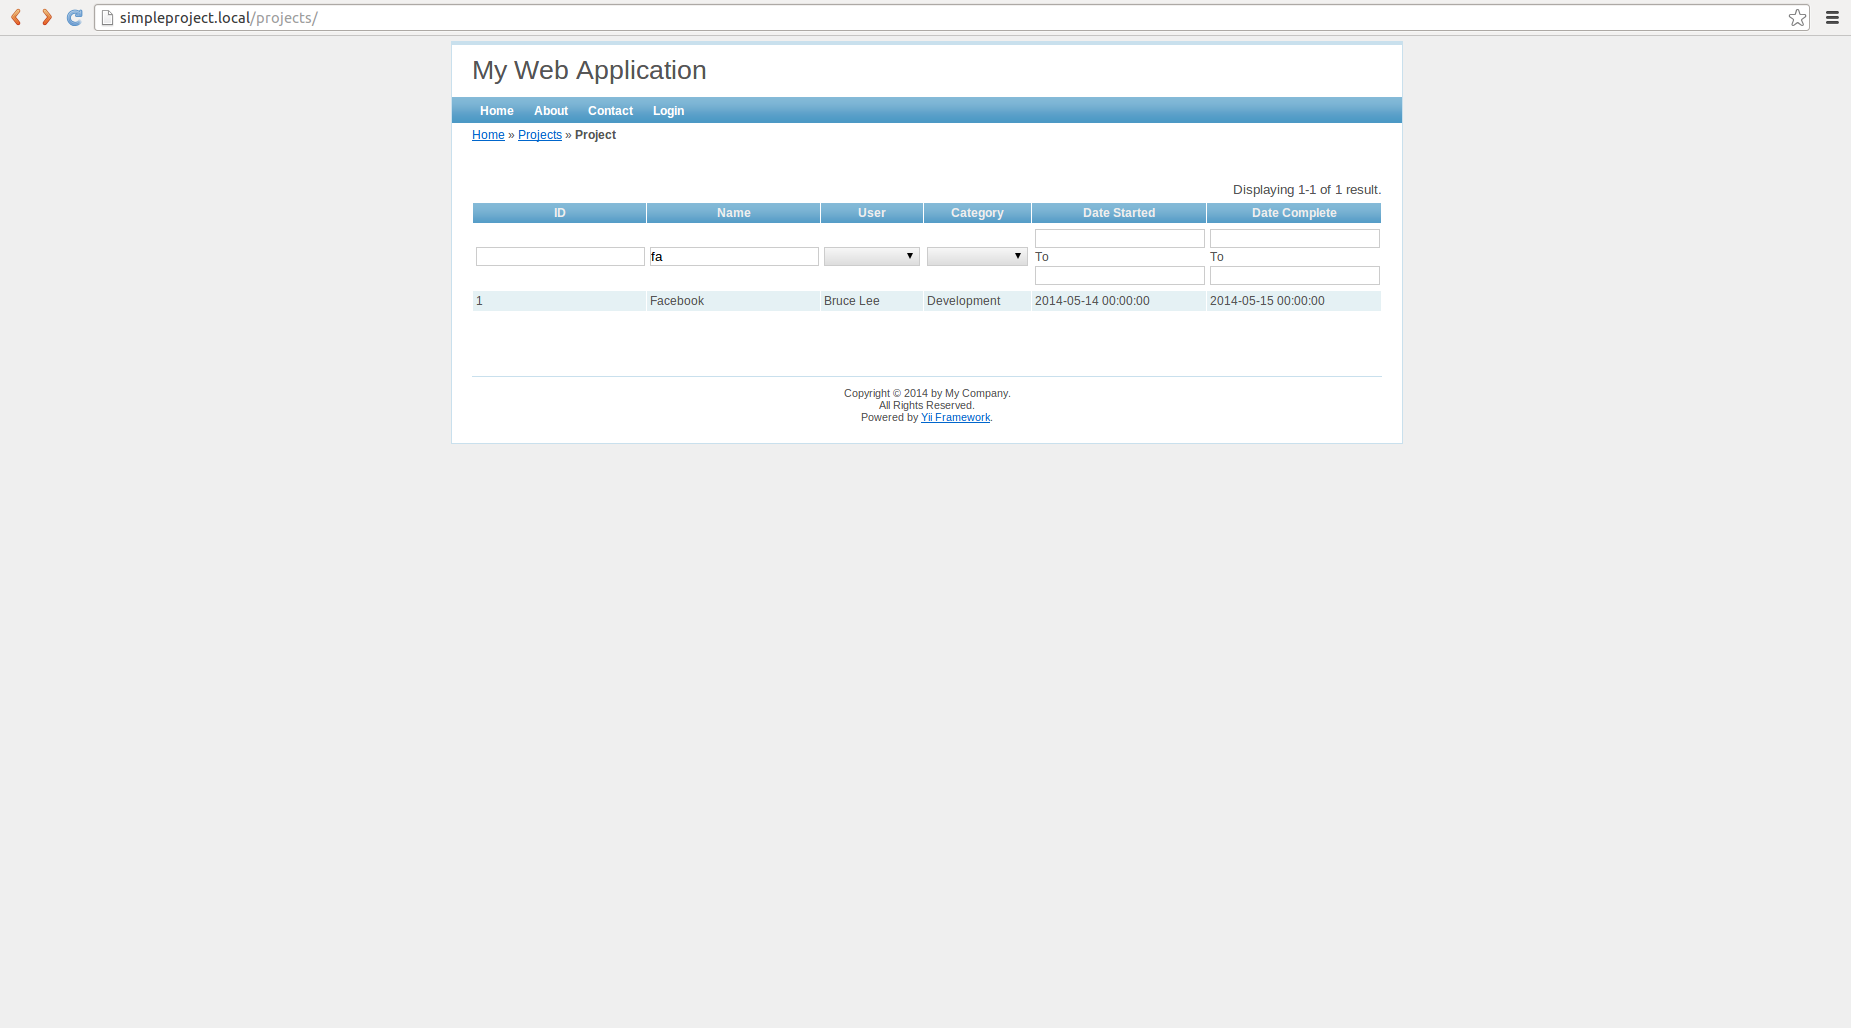 simpleproject.local/projects/
My Web Application
Home About Contact Login
Home » Projects » Project
Displaying 1-1 of 1 result.
ID Name User Category Date Started Date Complete
fa
To To
1 Facebook Bruce Lee Development 2014-05-14 00:00:00 2014-05-15 00:00:00
Copyright © 2014 by My Company.
All Rights Reserved.
Powered by Yii Framework.